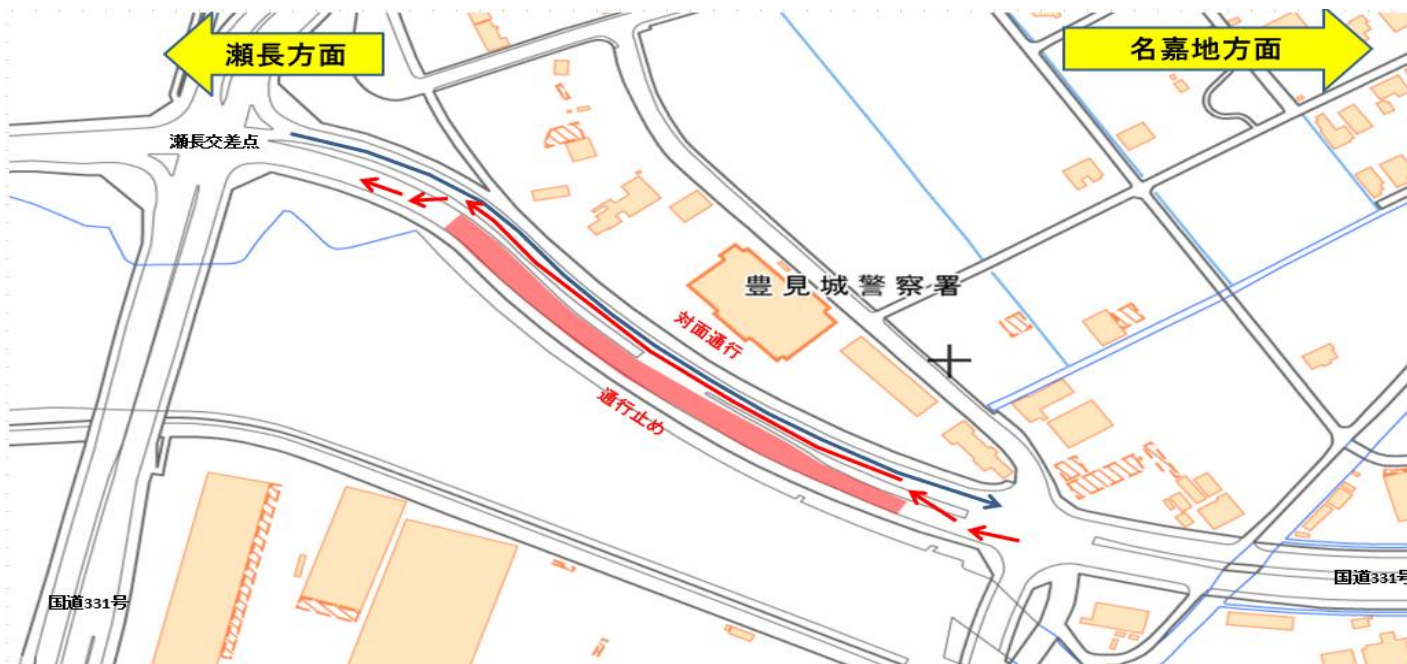 瀬長方面
名嘉地方面
瀬長交差点
豊見城警察署
対面通行
通行止め
国道331号
国道331号